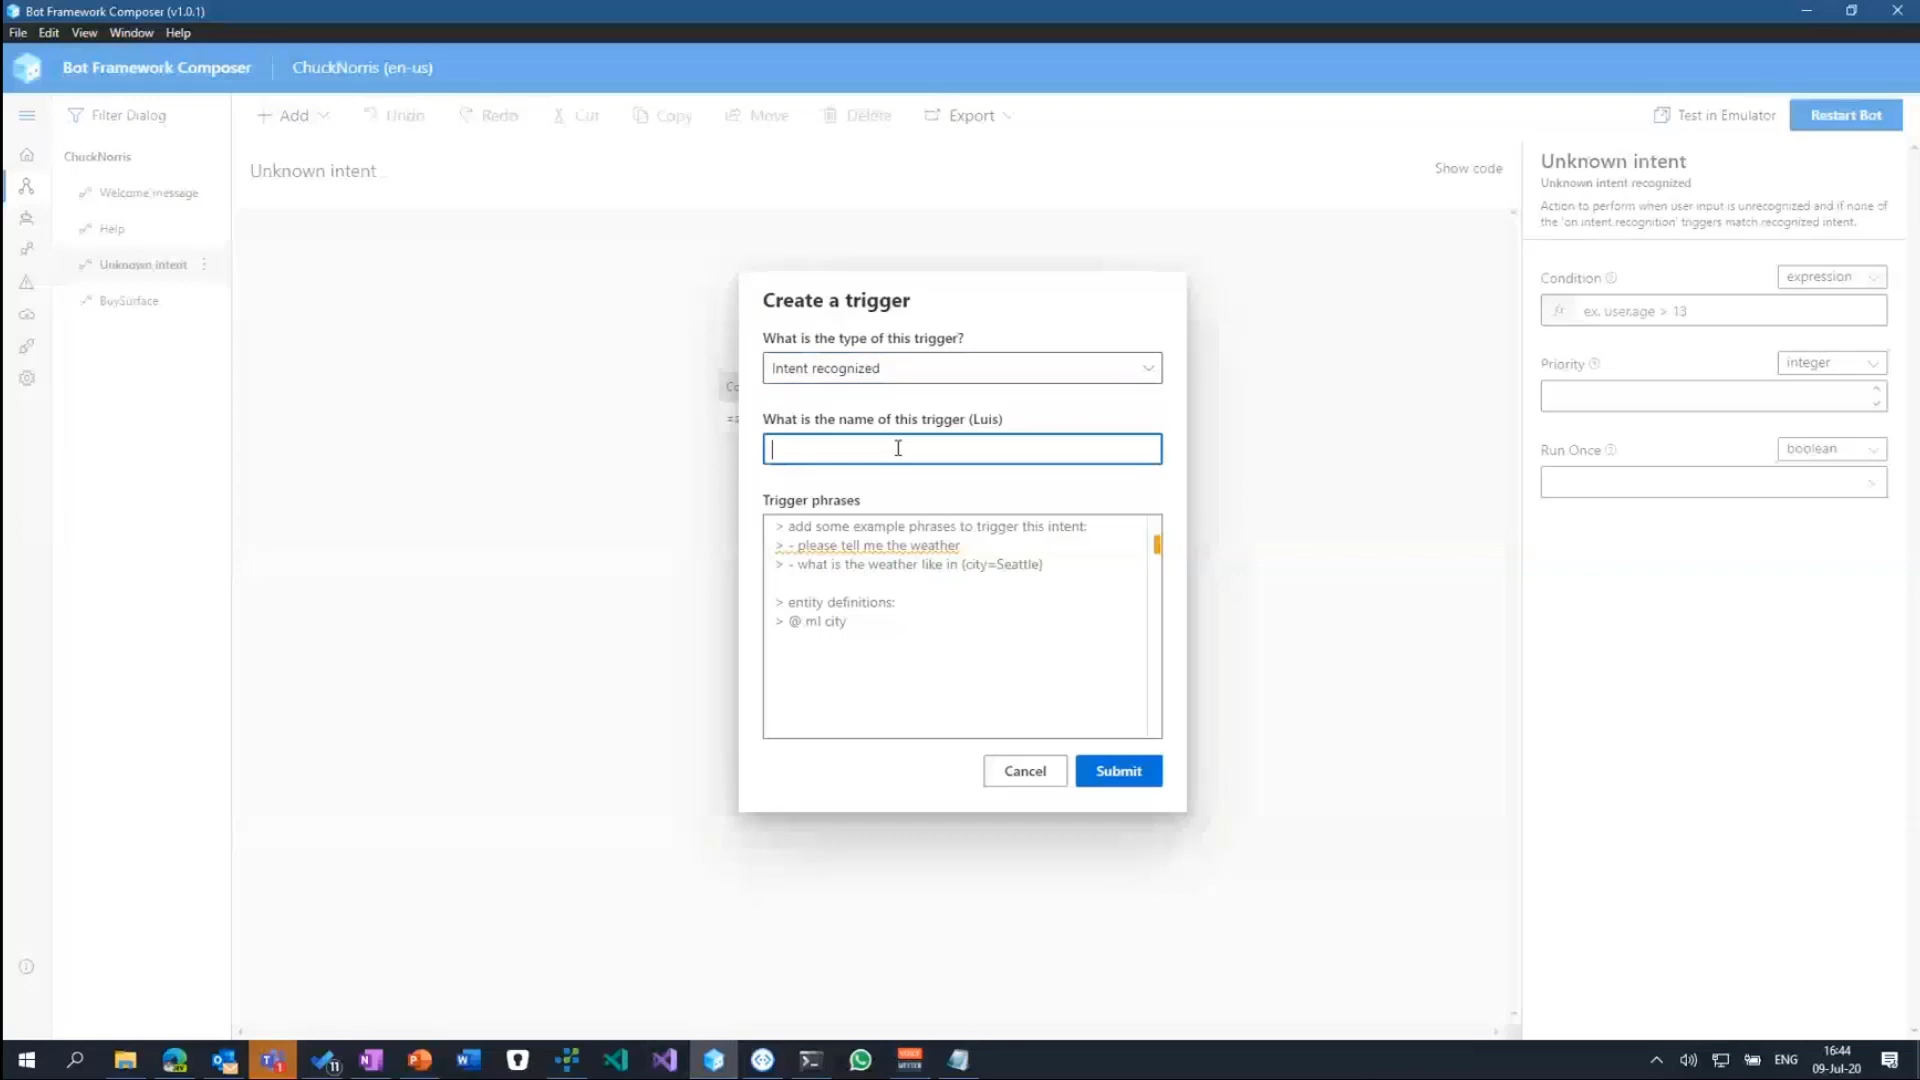 Bot Framework Composer (v1.0.1)
File Edit View Window Help
Bot Framework Composer ChuckNorris (en-us)
Filter Dialog
Add Undo Redo Cut Copy Move Delete Export
Test in Emulator Restart Bot
ChuckNorris
Welcome message
Help
Unknown intent
BuySurface
Unknown intent
Show code
Unknown intent
Unknown intent recognized
Action to perform when user input is unrecognized and if none of
the 'on intent recognition' triggers match recognized intent.
Condition expression
fx ex. user.age > 13
Priority integer
Run Once boolean
Create a trigger
What is the type of this trigger?
Intent recognized
What is the name of this trigger (Luis)
Trigger phrases
> add some example phrases to trigger this intent:
> - please tell me the weather
> - what is the weather like in {city=Seattle}
> entity definitions:
> @ ml city
Cancel Submit
11
ENG
16:44
09-Jul-20